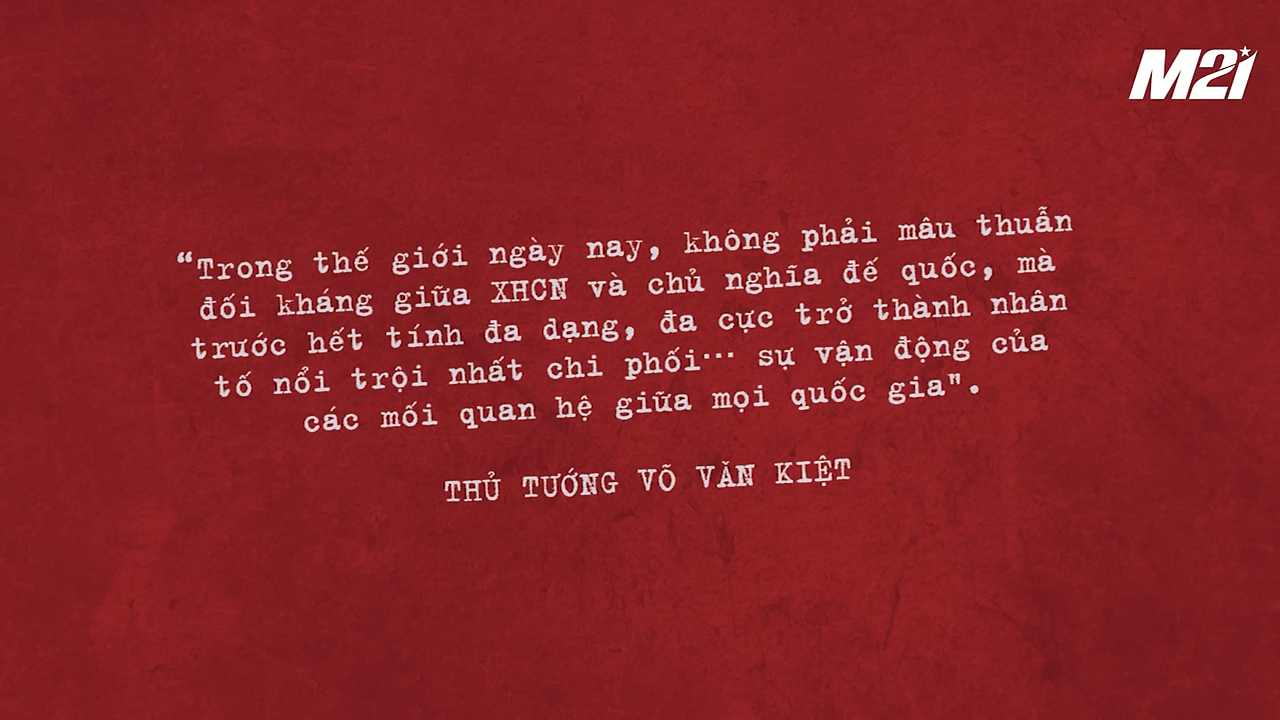 M21
“Trong thế giới ngày nay, không phải mâu thuẫn
đối kháng giữa XHCN và chủ nghĩa đế quốc, mà
trước hết tính đa dạng, đa cực trở thành nhân
tố nổi trội nhất chi phối... sự vận động của
các mối quan hệ giữa mọi quốc gia".
THỦ TƯỚNG VÕ VĂN KIỆT